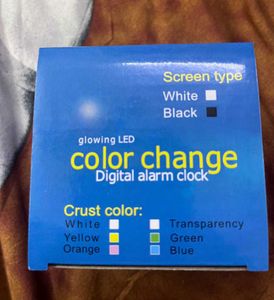 Screen type
White
Black
glowing LED
color change
Digital alarm clock
Crust color:
White Transparency
Yellow Green
Orange Blue